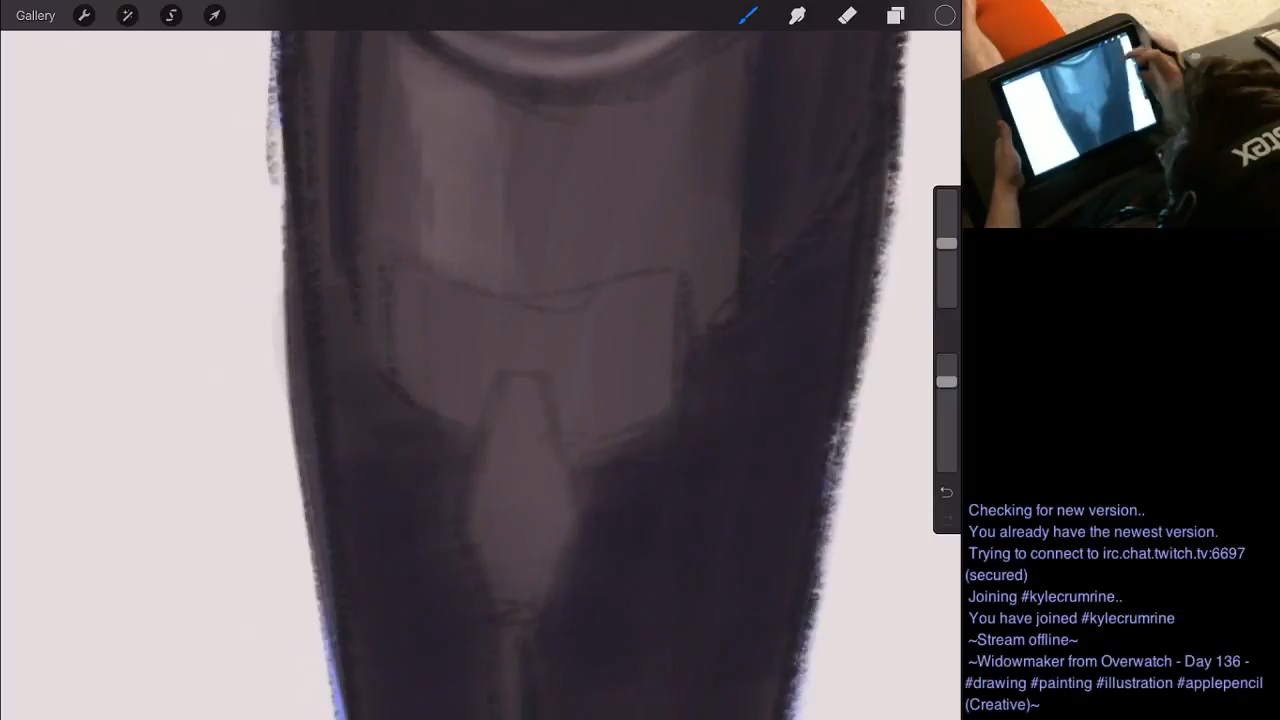 Gallery
Checking for new version..
You already have the newest version.
Trying to connect to irc.chat.twitch.tv:6697
(secured)
Joining #kylecrumrine..
You have joined #kylecrumrine
~Stream offline~
~Widowmaker from Overwatch - Day 136 -
#drawing #painting #illustration #applepencil
(Creative)~